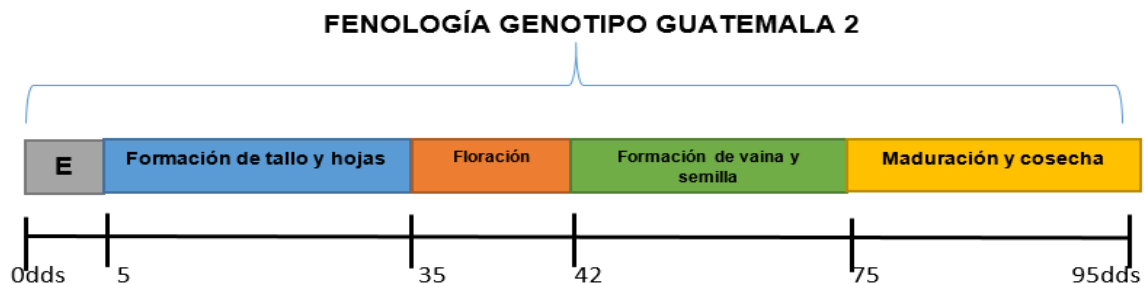 FENOLOGÍA GENOTIPO GUATEMALA 2
E
Formación de tallo y hojas
Floración
Formación de vaina y
semilla
Maduración y cosecha
0dds 5 35 42 75 95dds